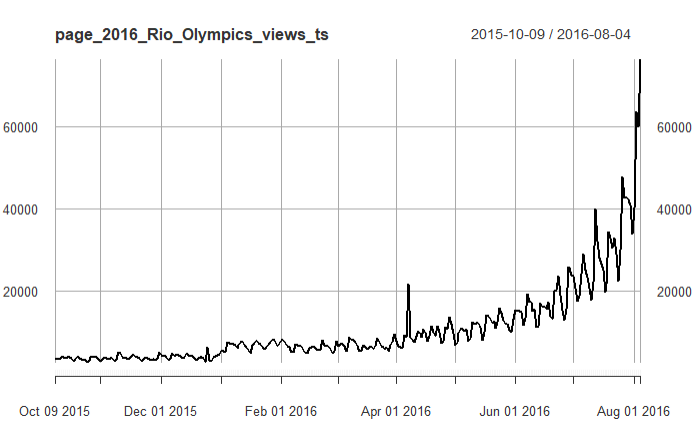 page_2016_Rio_Olympics_views_ts 2015-10-09 / 2016-08-04
60000 60000
40000 40000
20000 20000
Oct 09 2015 Dec 01 2015 Feb 01 2016 Apr 01 2016 Jun 01 2016 Aug 01 2016